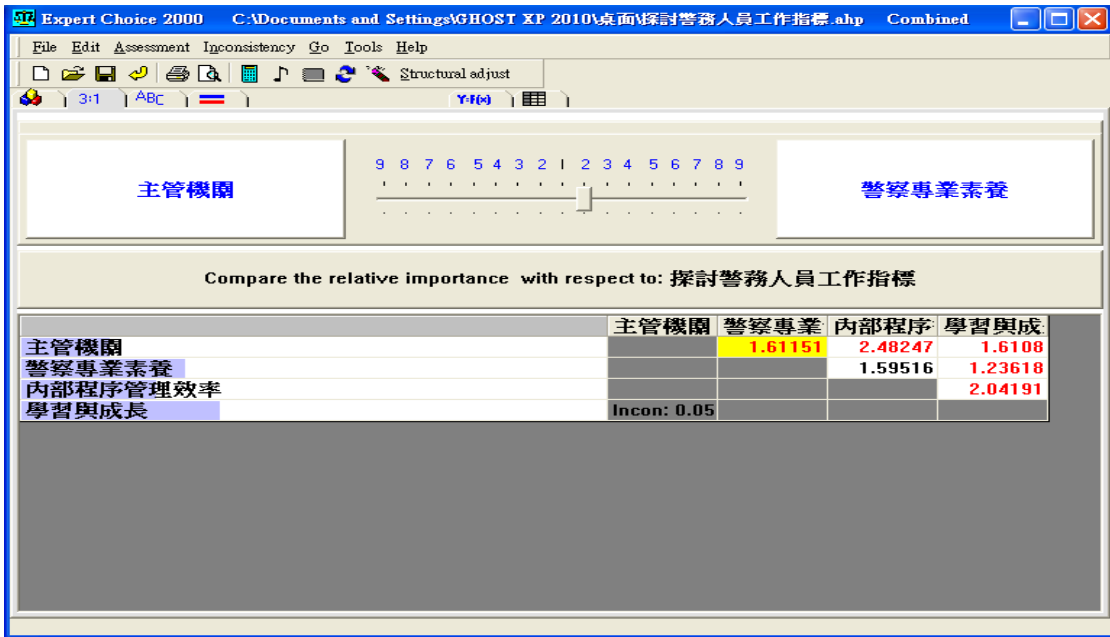 Expert Choice 2000 C:\Documents and Settings\GHOST XP 2010\桌面\探討警務人員工作指標.ahp Combined
File Edit Assessment Inconsistency Go Tools Help
Structural adjust
3:1 ABC Y=F(x)
9 8 7 6 5 4 3 2 1 2 3 4 5 6 7 8 9
主管機關 警察專業素養
Compare the relative importance with respect to: 探討警務人員工作指標
主管機關 警察專業 內部程序 學習與成
主管機關 1.61151 2.48247 1.6108
警察專業素養 1.59516 1.23618
內部程序管理效率 2.04191
學習與成長 Incon: 0.05